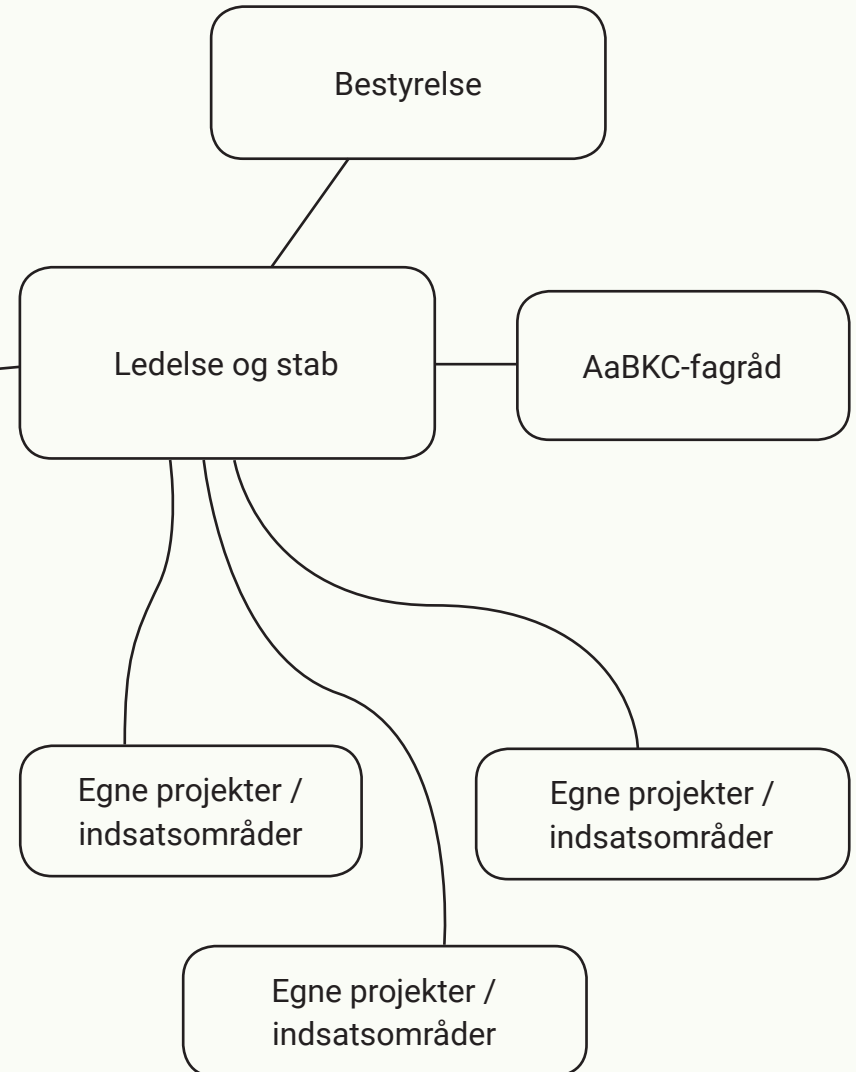 Bestyrelse
Ledelse og stab
AaBKC-fagråd
Egne projekter /
indsatsområder
Egne projekter /
indsatsområder
Egne projekter /
indsatsområder